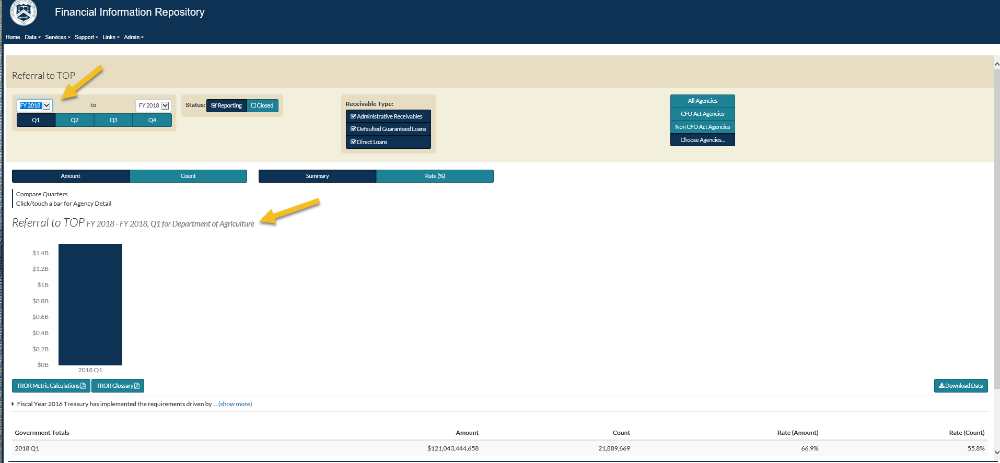 Financial Information Repository
Home Data Services Support Links Admin
Referral to TOP
FY 2018 to FY 2018
Q1 Q2 Q3 Q4
Status: Reporting Closed
Receivable Type:
Administrative Receivables
Defaulted Guaranteed Loans
Direct Loans
All Agencies
CFO Act Agencies
Non CFO Act Agencies
Choose Agencies...
Amount Count Summary Rate (%)
Compare Quarters
Click/touch a bar for Agency Detail
Referral to TOP FY 2018 - FY 2018, Q1 for Department of Agriculture
$1.4B
$1.2B
$1B
$0.8B
$0.6B
$0.4B
$0.2B
$0B
2018 Q1
TROR Metric Calculations TROR Glossary Download Data
Fiscal Year 2016 Treasury has implemented the requirements driven by ... (show more)
Government Totals Amount Count Rate (Amount) Rate (Count)
2018 Q1 $121,043,444,658 21,889,669 66.9% 55.8%